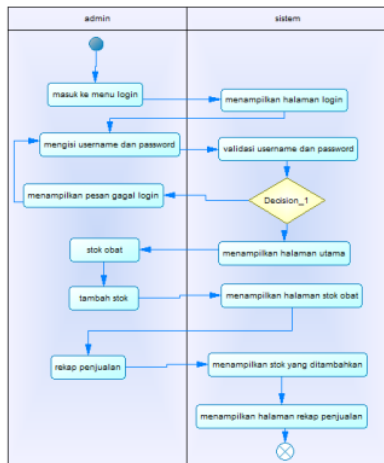 admin
sistem
masuk ke menu login
menampilkan halaman login
mengisi username dan password
validasi username dan password
menampilkan pesan gagal login
Decision_1
stok obat
menampilkan halaman utama
tambah stok
menampilkan halaman stok obat
rekap penjualan
menampilkan stok yang ditambahkan
menampilkan halaman rekap penjualan